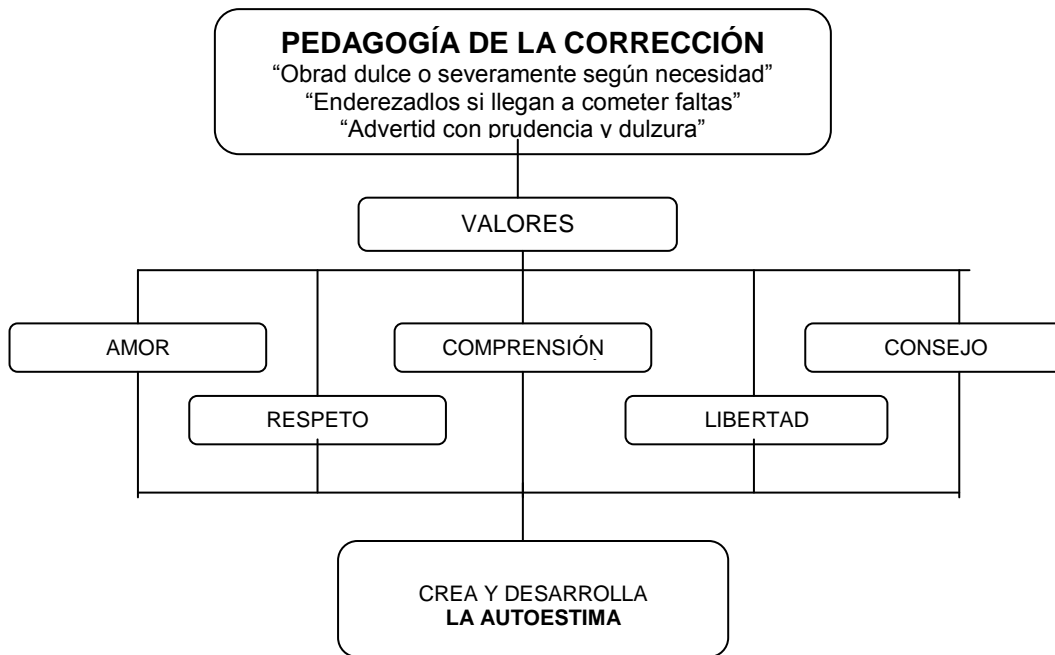 PEDAGOGÍA DE LA CORRECCIÓN
“Obrad dulce o severamente según necesidad”
“Enderezadlos si llegan a cometer faltas”
“Advertid con prudencia y dulzura”
VALORES
AMOR
COMPRENSIÓN
CONSEJO
RESPETO
LIBERTAD
CREA Y DESARROLLA
LA AUTOESTIMA